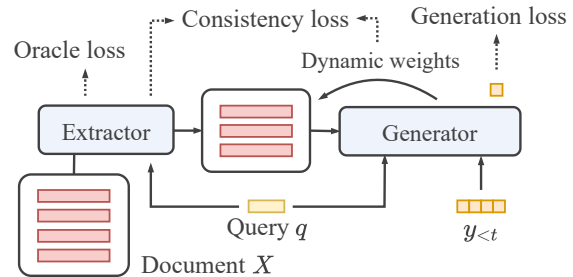 Consistency loss
Generation loss
Oracle loss
Dynamic weights
Extractor
Generator
Query q
y<t
Document X